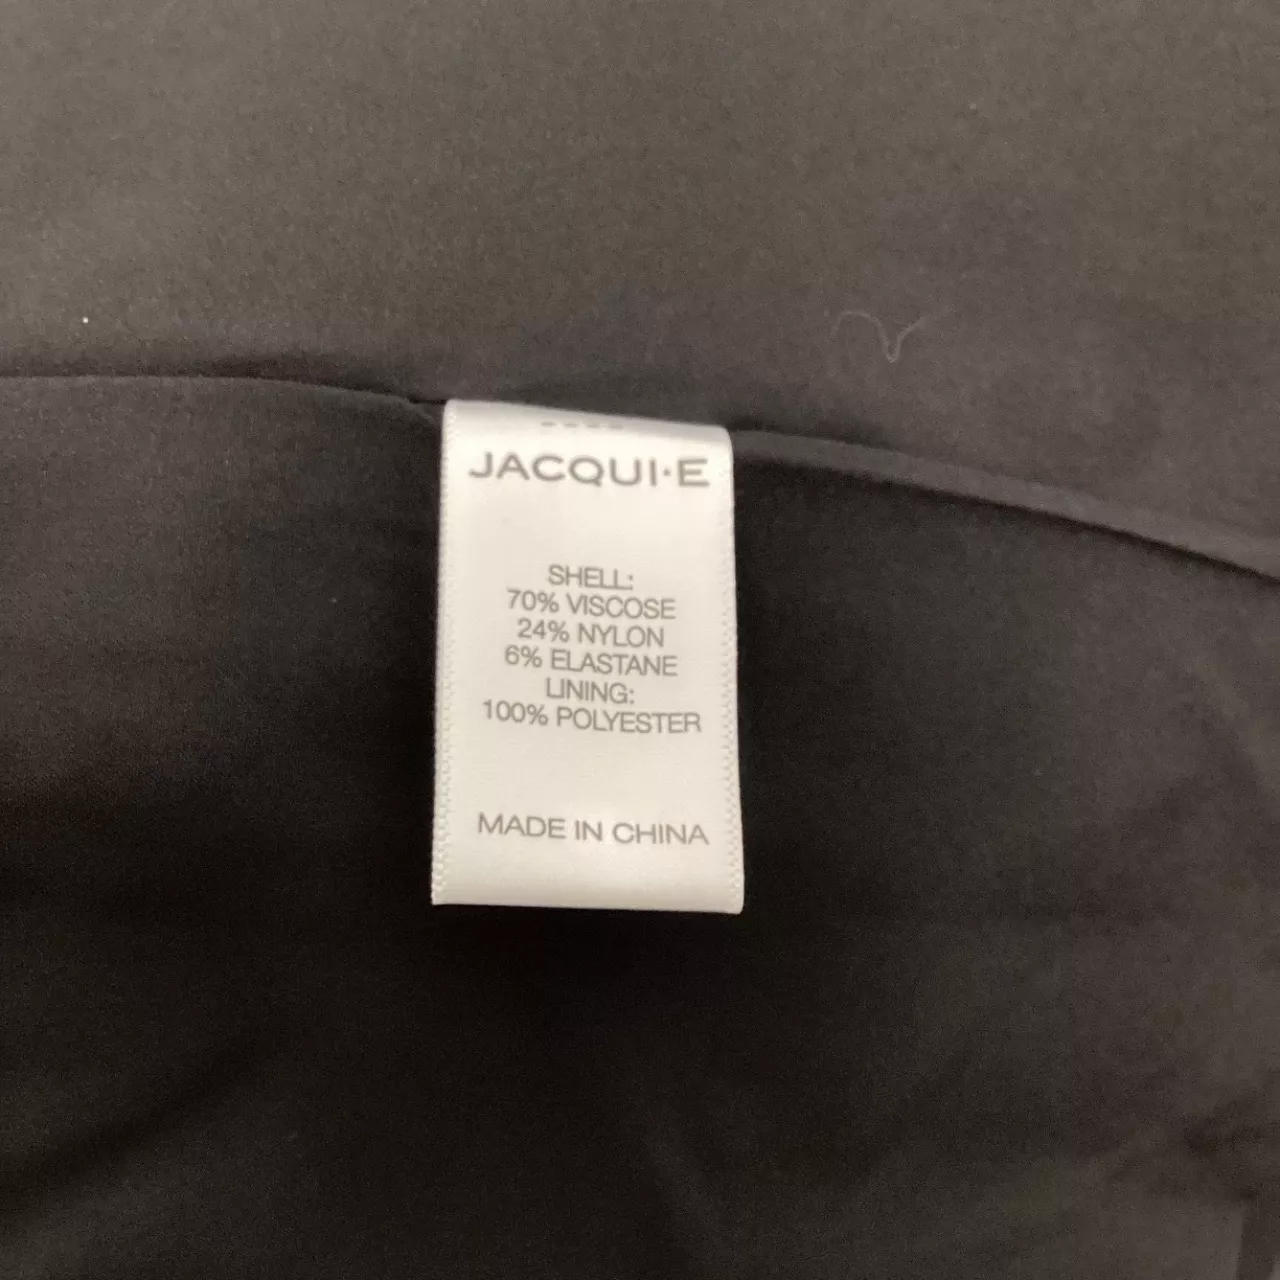 JACQUI·E
SHELL:
70% VISCOSE
24% NYLON
6% ELASTANE
LINING:
100% POLYESTER
MADE IN CHINA